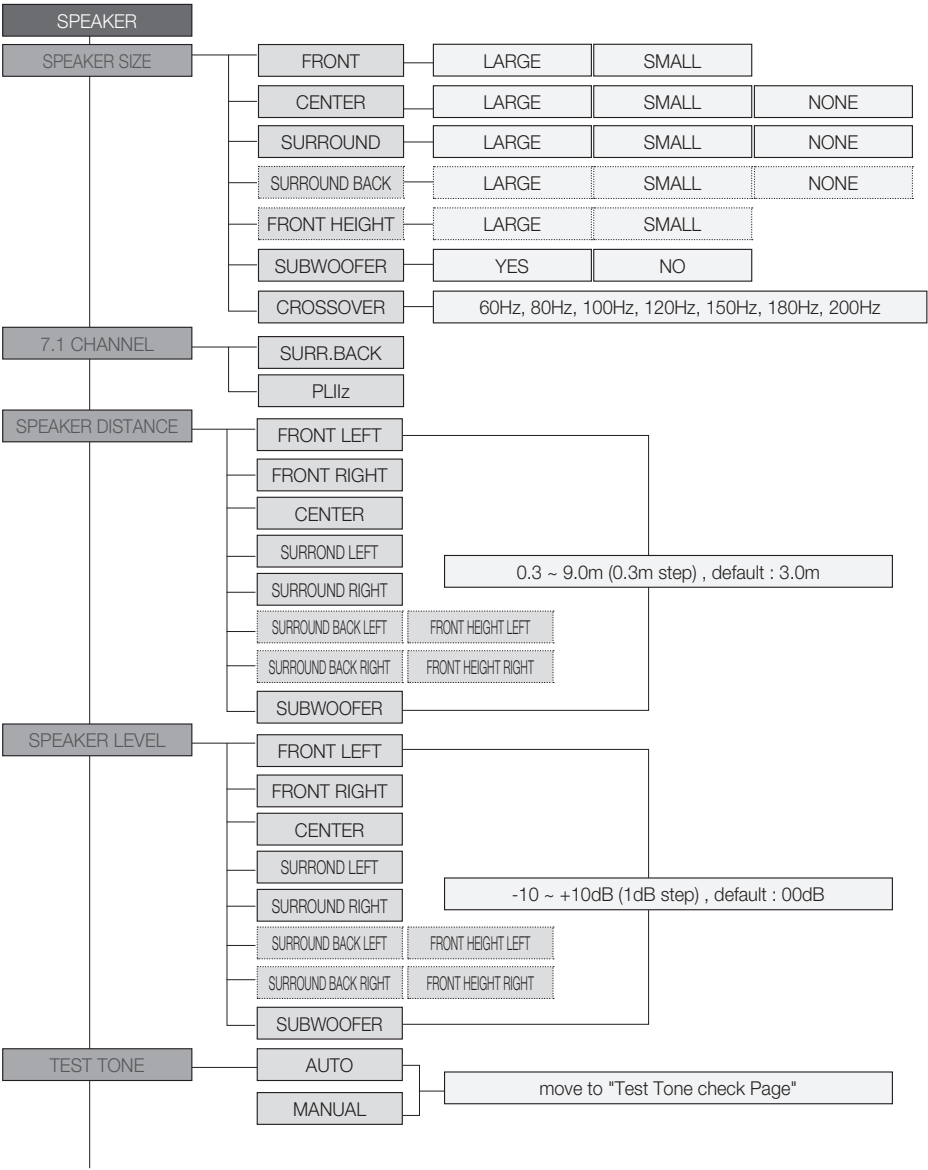 SPEAKER
SPEAKER SIZE
FRONT LARGE SMALL
CENTER LARGE SMALL NONE
SURROUND LARGE SMALL NONE
SURROUND BACK LARGE SMALL NONE
FRONT HEIGHT LARGE SMALL
SUBWOOFER YES NO
CROSSOVER 60Hz, 80Hz, 100Hz, 120Hz, 150Hz, 180Hz, 200Hz
7.1 CHANNEL
SURR.BACK
PLIIz
SPEAKER DISTANCE
FRONT LEFT
FRONT RIGHT
CENTER
SURROND LEFT
0.3 ~ 9.0m (0.3m step) , default : 3.0m
SURROUND RIGHT
SURROUND BACK LEFT FRONT HEIGHT LEFT
SURROUND BACK RIGHT FRONT HEIGHT RIGHT
SUBWOOFER
SPEAKER LEVEL
FRONT LEFT
FRONT RIGHT
CENTER
SURROND LEFT
-10 ~ +10dB (1dB step) , default : 00dB
SURROUND RIGHT
SURROUND BACK LEFT FRONT HEIGHT LEFT
SURROUND BACK RIGHT FRONT HEIGHT RIGHT
SUBWOOFER
TEST TONE
AUTO
move to "Test Tone check Page"
MANUAL